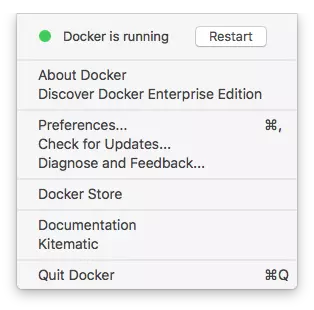 Docker is running Restart
About Docker
Discover Docker Enterprise Edition
Preferences... ⌘,
Check for Updates...
Diagnose and Feedback...
Docker Store
Documentation
Kitematic
Quit Docker ⌘Q